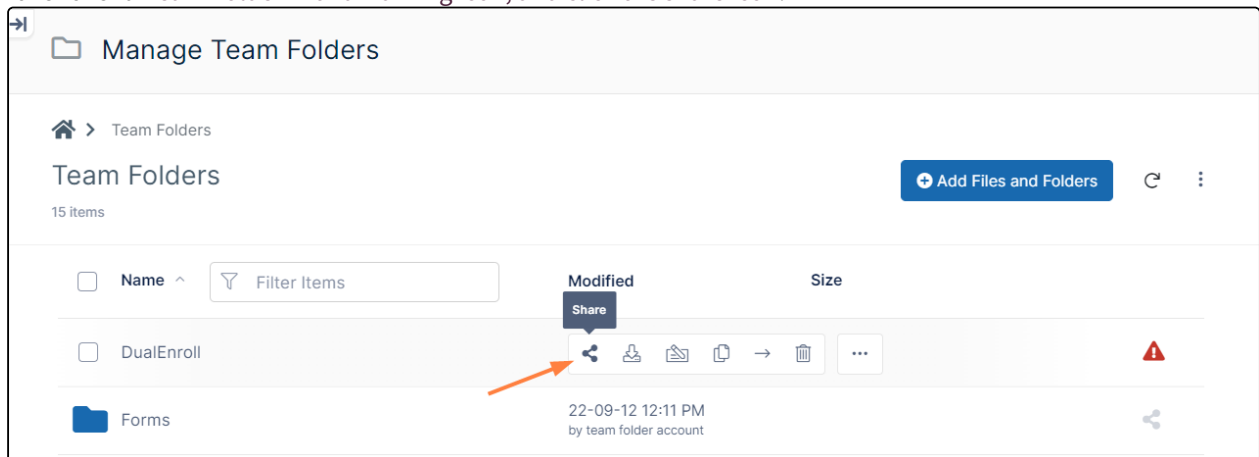 Manage Team Folders
Team Folders
Team Folders
Add Files and Folders
15 items
Name
Filter Items
Modified
Size
Share
DualEnroll
Forms
22-09-12 12:11 PM
by team folder account